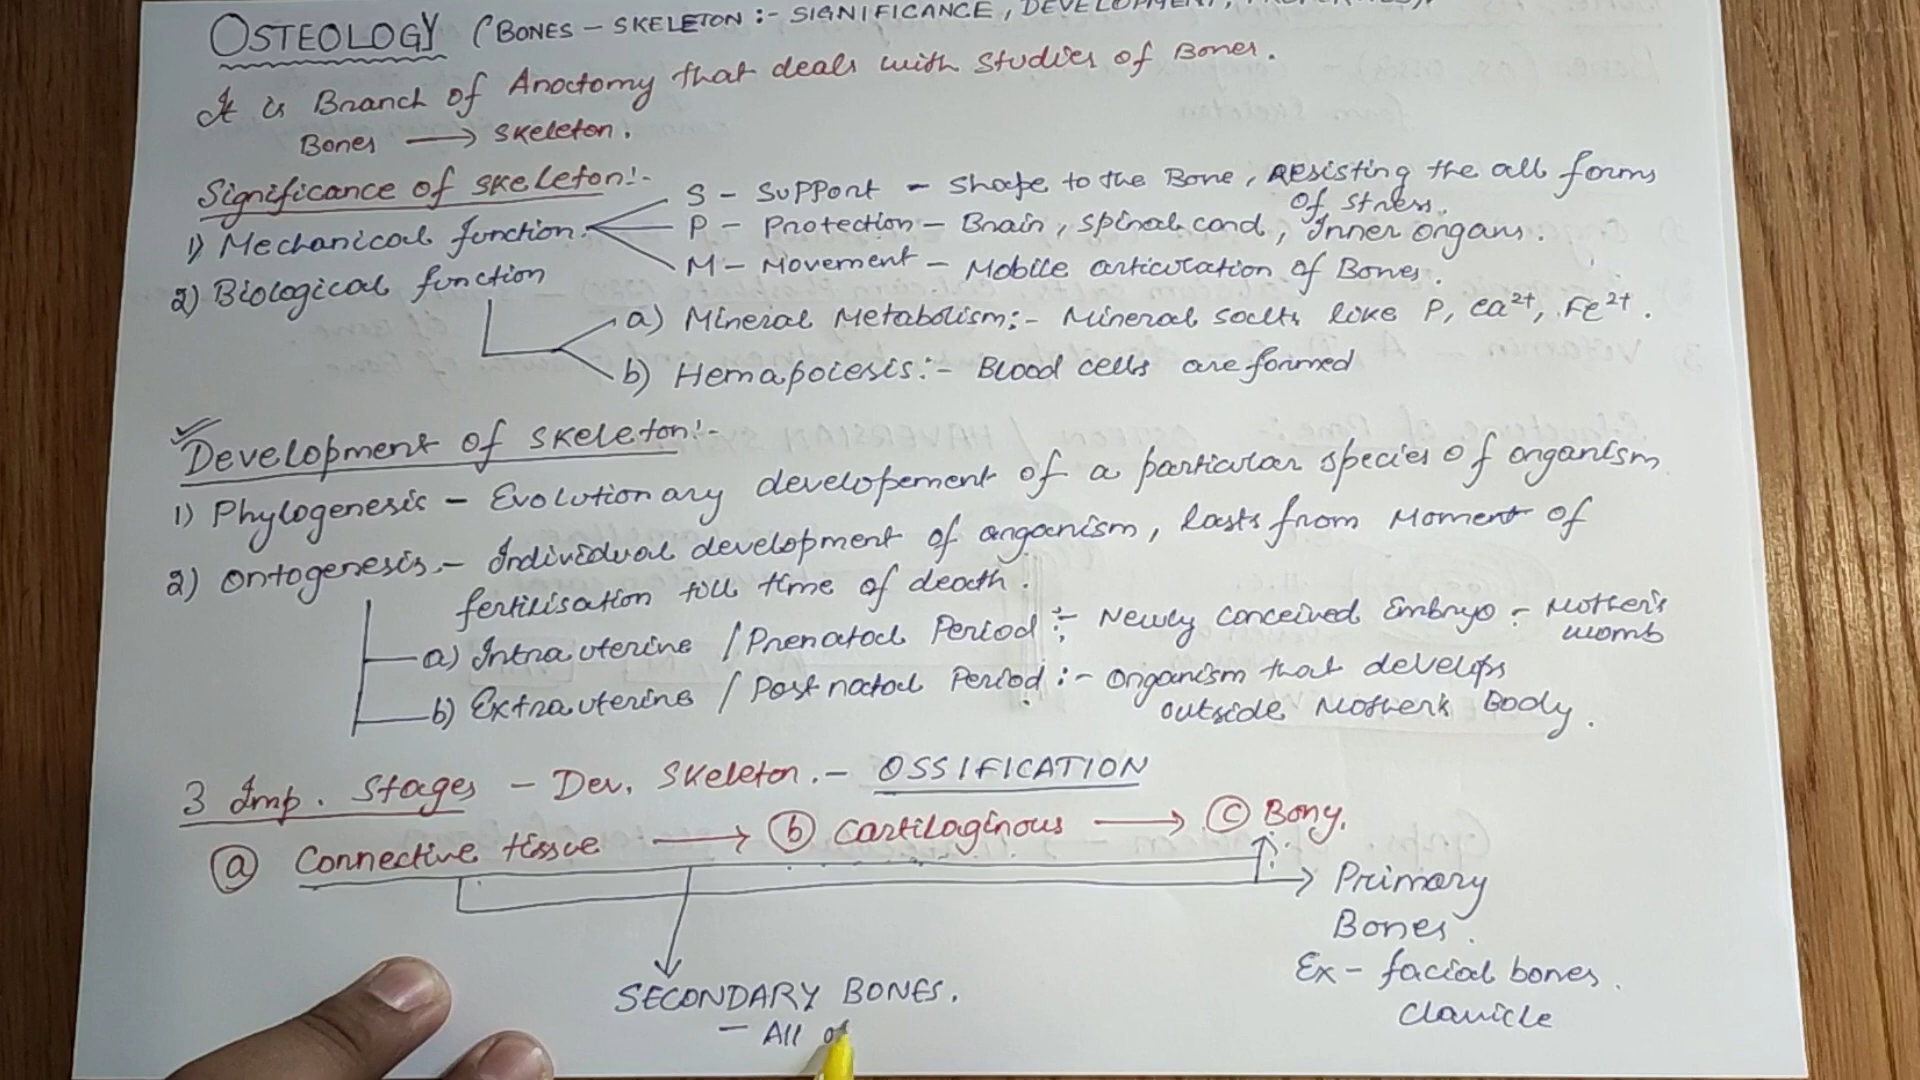 OSTEOLOGY (BONES - SKELETON :- SIGNIFICANCE, DEVELOPMENT,
It is Branch of Anatomy that deals with studies of Bones.
Bones → skeleton.
Significance of skeleton:-
S - Support - shape to the Bone, resisting the all forms of stress.
1) Mechanical function:
P - Protection - Brain, spinal cord, Inner organs.
M - Movement - Mobile articulation of Bones.
2) Biological function
a) Mineral Metabolism:- Mineral salts like P, Ca²⁺, Fe²⁺.
b) Hemapoiesis:- Blood cells are formed
Development of skeleton:-
1) Phylogenesis - Evolutionary developement of a particular species of organism
2) Ontogenesis - Individual development of organism, lasts from Moment of
fertilisation till time of death.
a) Intrauterine / Prenatal Period :- Newly conceived Embryo - Mother's
womb
b) Extrauterine / Postnatal Period :- organism that develops
outside Mother's Body.
3 Imp. Stages - Dev. Skeleton. - OSSIFICATION
(a) Connective tissue → (b) Cartilaginous → (c) Bony.
Primary
Bones.
Ex - facial bones.
Clavicle
SECONDARY BONES.
- All